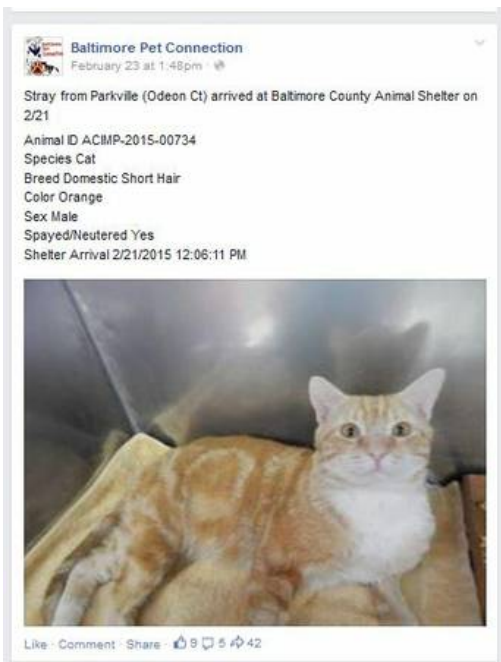 Baltimore Pet Connection
February 23 at 1:48pm
Stray from Parkville (Odeon Ct) arrived at Baltimore County Animal Shelter on
2/21
Animal ID ACIMP-2015-00734
Species Cat
Breed Domestic Short Hair
Color Orange
Sex Male
Spayed/Neutered Yes
Shelter Arrival 2/21/2015 12:06:11 PM
Like · Comment · Share · 9 5 42